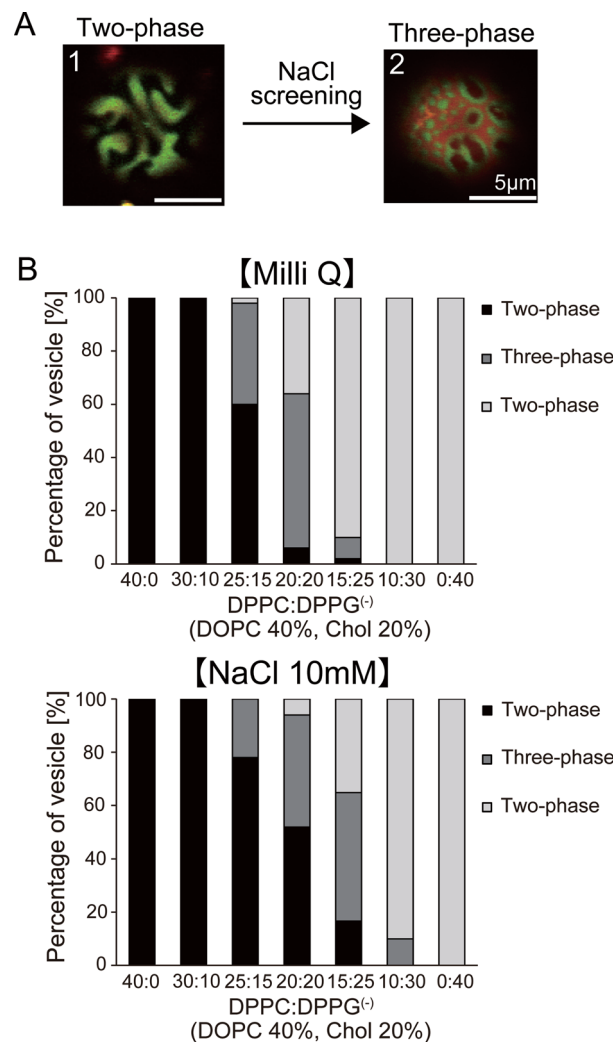 A
Two-phase
Three-phase
1
NaCl
screening
2
5μm
B
【Milli Q】
Percentage of vesicle [%]
100
80
60
40
20
0
40:0 30:10 25:15 20:20 15:25 10:30 0:40
DPPC:DPPG(-)
(DOPC 40%, Chol 20%)
Two-phase
Three-phase
Two-phase
【NaCl 10mM】
Percentage of vesicle [%]
100
80
60
40
20
0
40:0 30:10 25:15 20:20 15:25 10:30 0:40
DPPC:DPPG(-)
(DOPC 40%, Chol 20%)
Two-phase
Three-phase
Two-phase